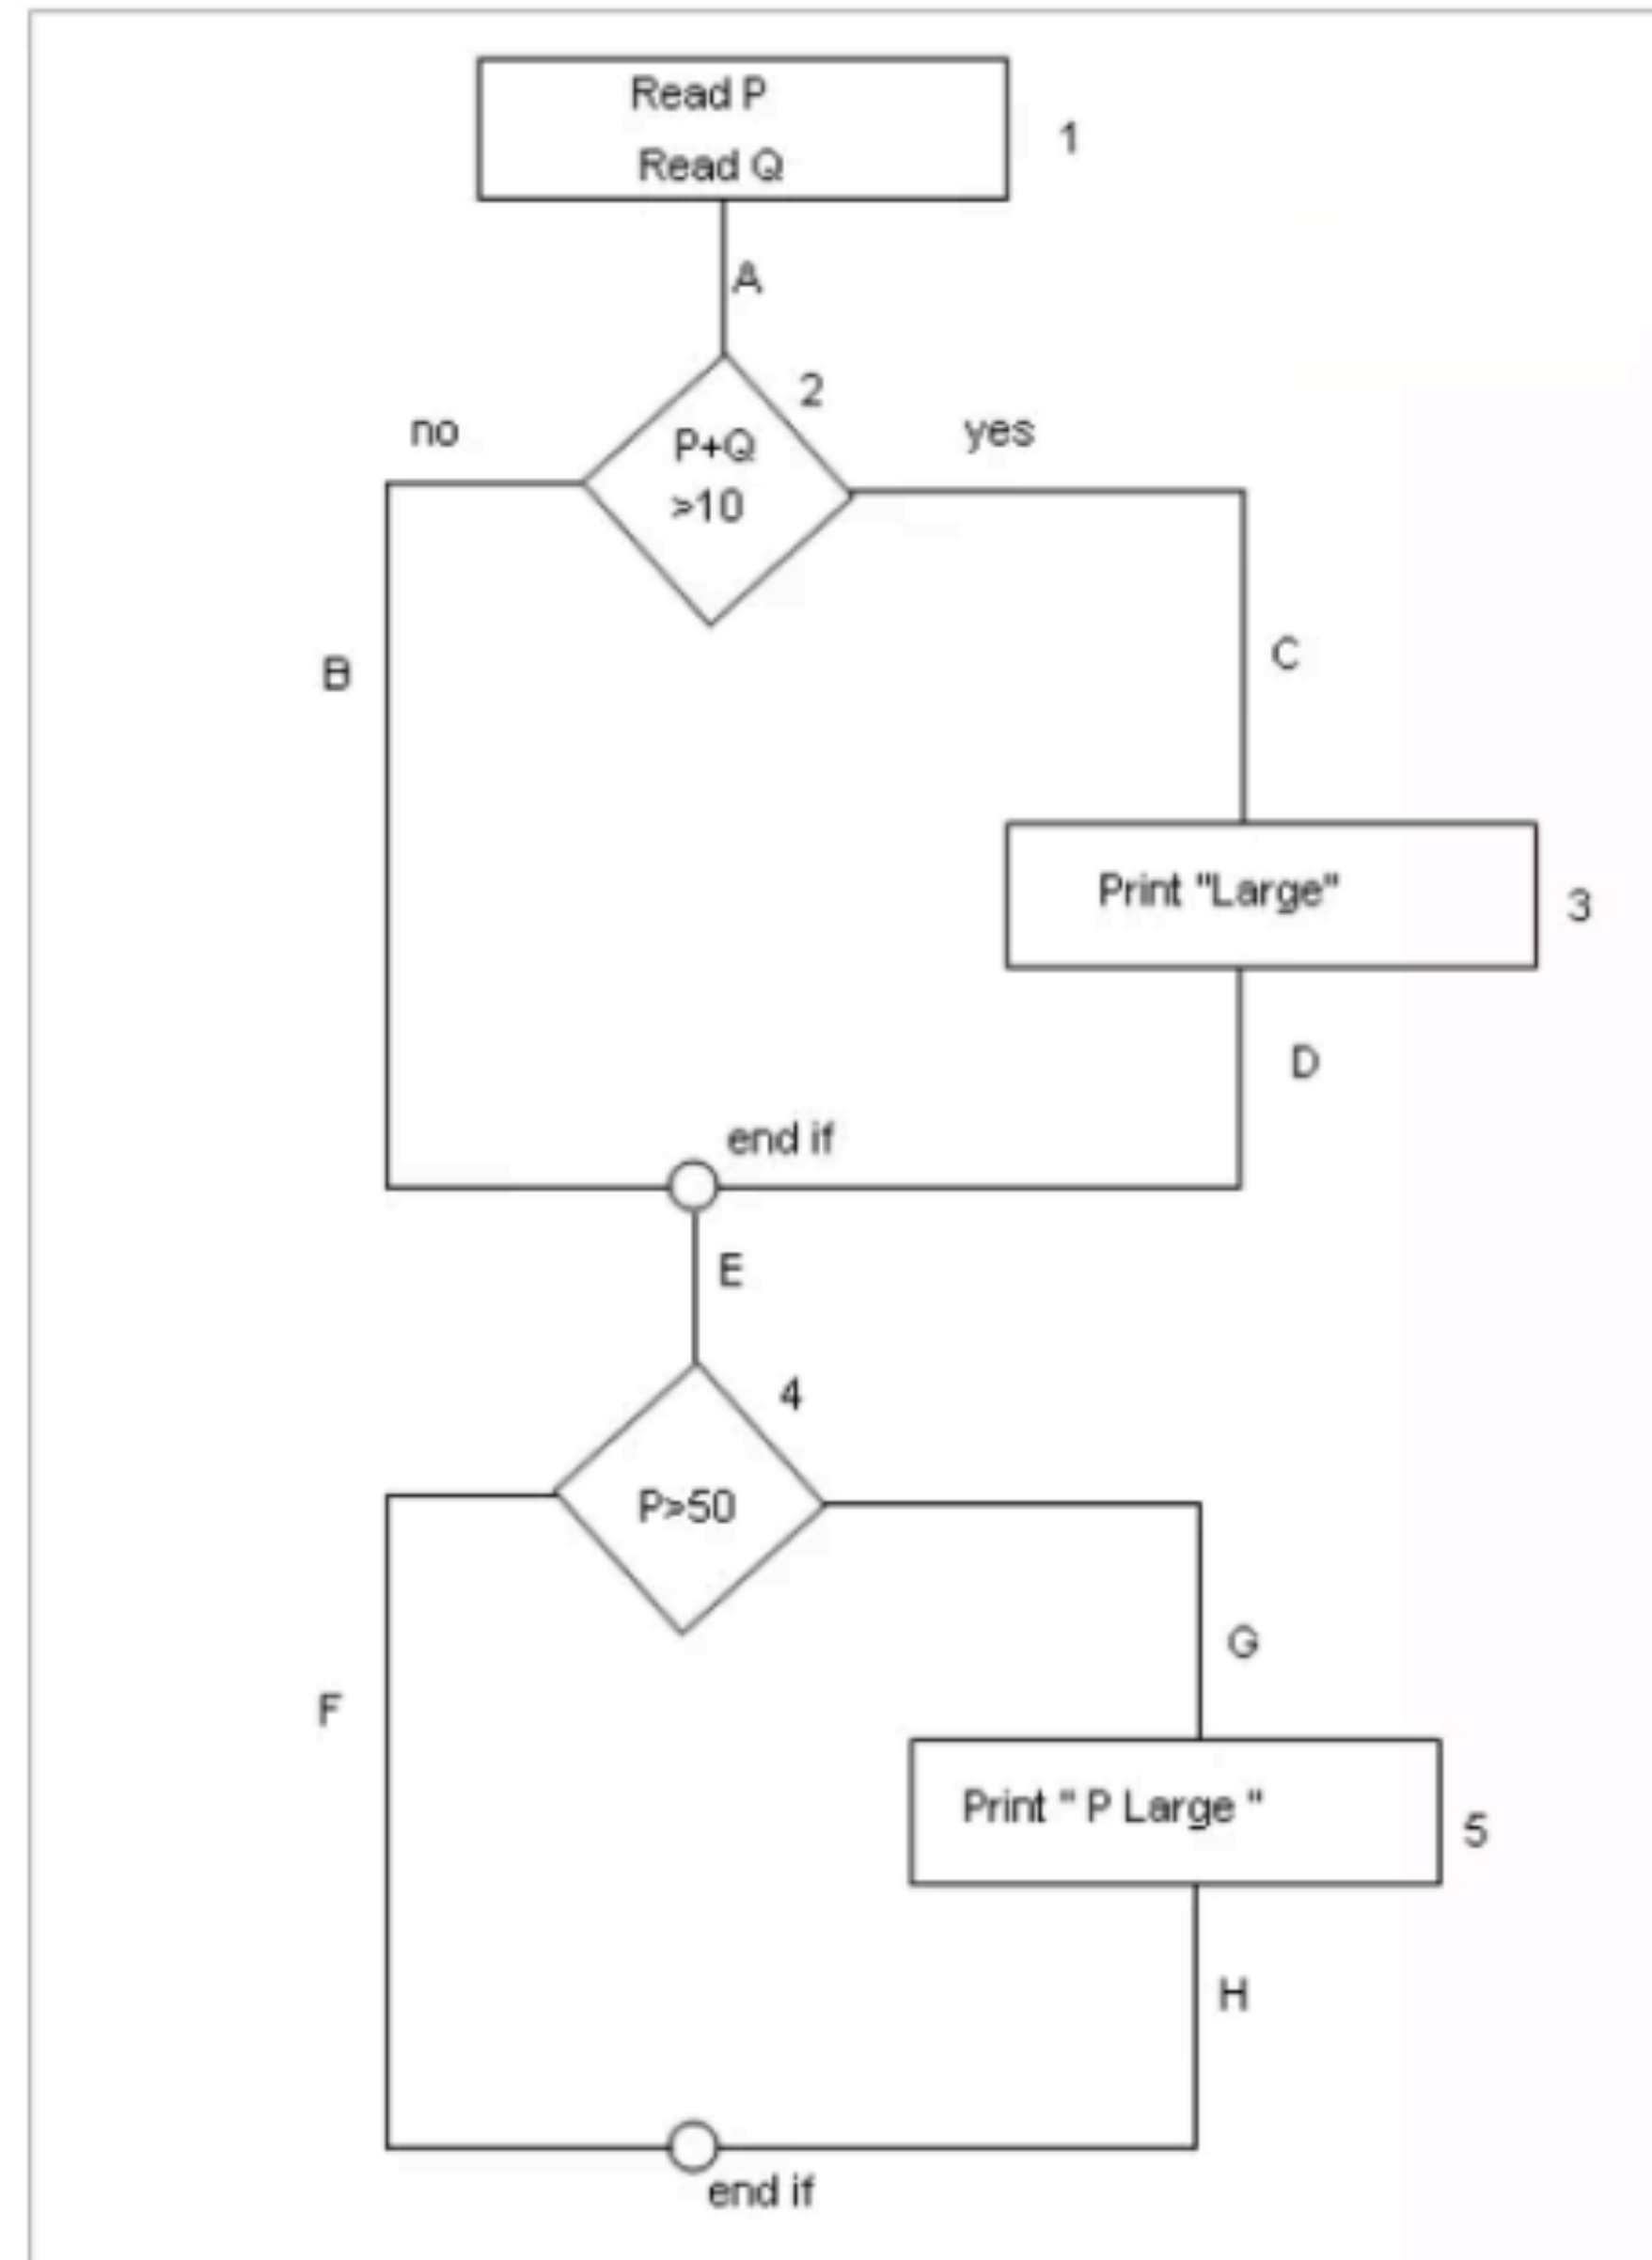 Read P
Read Q
1
A
2
no
P+Q
>10
yes
B
C
Print "Large"
3
D
end if
E
4
P>50
F
G
Print " P Large "
5
H
end if